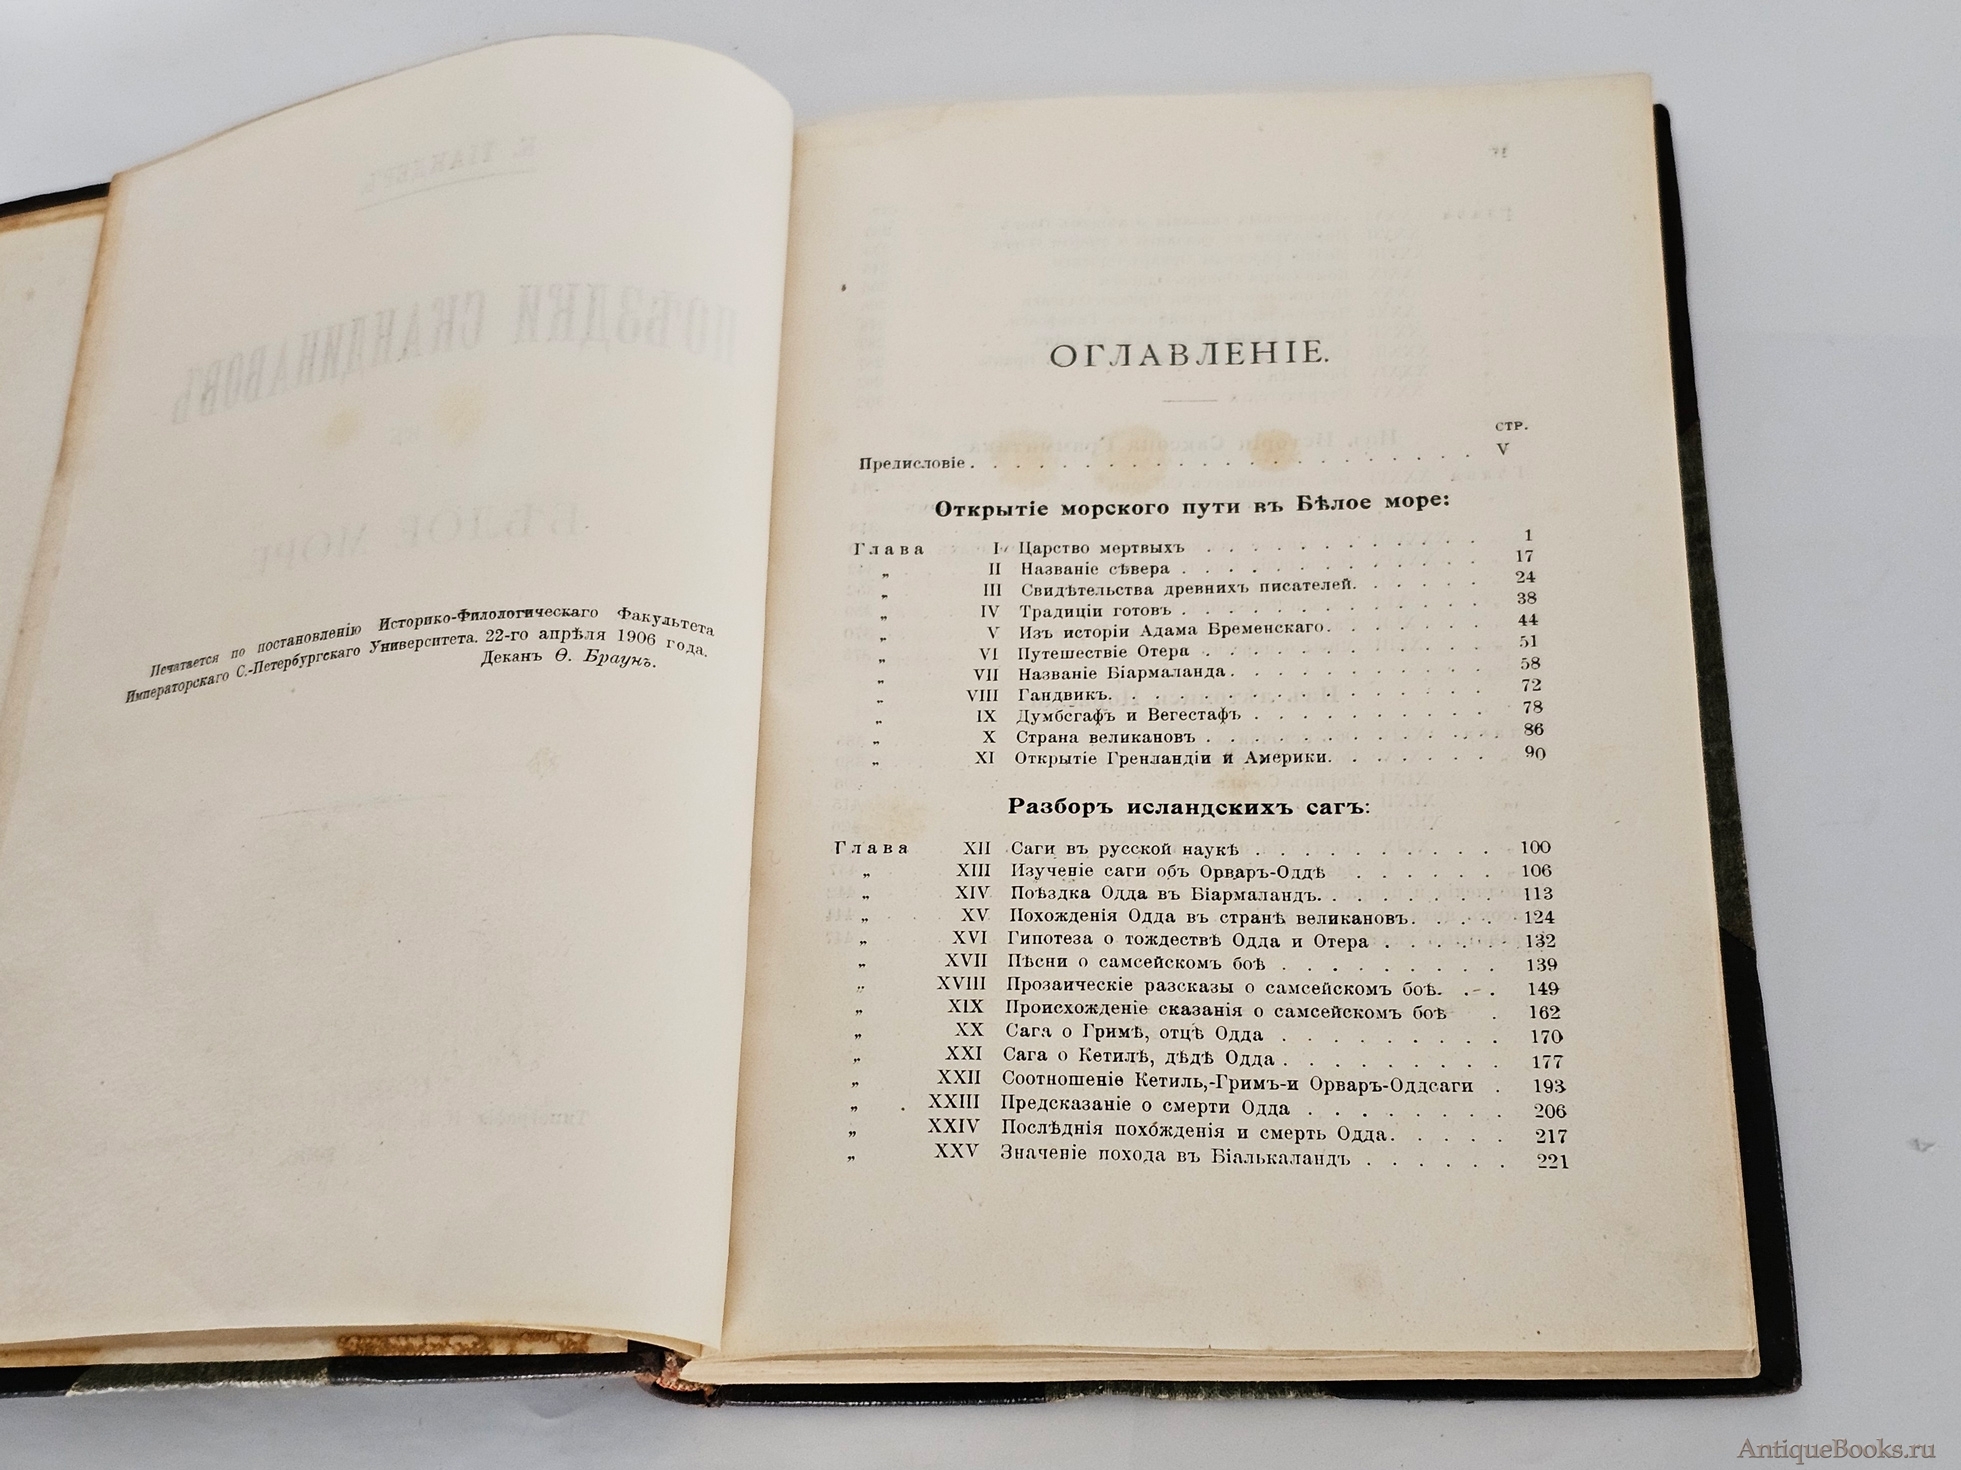 Печатается по постановленію Историко-Филологическаго Факультета
Императорскаго С.-Петербургскаго Университета. 22-го апрѣля 1906 года.
Деканъ Ѳ. Браунъ.
ОГЛАВЛЕНІЕ.
СТР.
Предисловіе . . . . . . . . . . . . . . . . . . . . . . V
Открытіе морского пути въ Бѣлое море:
Глава I Царство мертвыхъ . . . . . . . . . . . . . 1
„ II Названіе сѣвера . . . . . . . . . . . . . . 17
„ III Свидѣтельства древнихъ писателей. . . . . . 24
„ IV Традиціи готовъ . . . . . . . . . . . . . . 38
„ V Изъ исторіи Адама Бременскаго. . . . . . . 44
„ VI Путешествіе Отера . . . . . . . . . . . . . 51
„ VII Названіе Біармаланда . . . . . . . . . . . 58
„ VIII Гандвикъ. . . . . . . . . . . . . . . . . 72
„ IX Думбсгафъ и Вегестафъ . . . . . . . . . . 78
„ X Страна великановъ . . . . . . . . . . . . . 86
„ XI Открытіе Гренландіи и Америки. . . . . . . 90
Разборъ исландскихъ сагъ:
Глава XII Саги въ русской наукѣ . . . . . . . . . . 100
„ XIII Изученіе саги объ Орваръ-Оддѣ . . . . . . 106
„ XIV Поѣздка Одда въ Біармаландъ. . . . . . . 113
„ XV Похожденія Одда въ странѣ великановъ. . . . 124
„ XVI Гипотеза о тождествѣ Одда и Отера . . . . . 132
„ XVII Пѣсни о самсейскомъ боѣ . . . . . . . . . 139
„ XVIII Прозаическіе разсказы о самсейскомъ боѣ. . . 149
„ XIX Происхожденіе сказанія о самсейскомъ боѣ . 162
„ XX Сага о Гримѣ, отцѣ Одда . . . . . . . . . 170
„ XXI Сага о Кетилѣ, дѣдѣ Одда . . . . . . . . . 177
„ XXII Соотношеніе Кетиль,-Гримъ-и Орваръ-Оддсаги . 193
„ XXIII Предсказаніе о смерти Одда . . . . . . . . 206
„ XXIV Послѣднія похожденія и смерть Одда. . . . . 217
„ XXV Значеніе похода въ Біалькаландъ . . . . . . 221
AntiqueBooks.ru